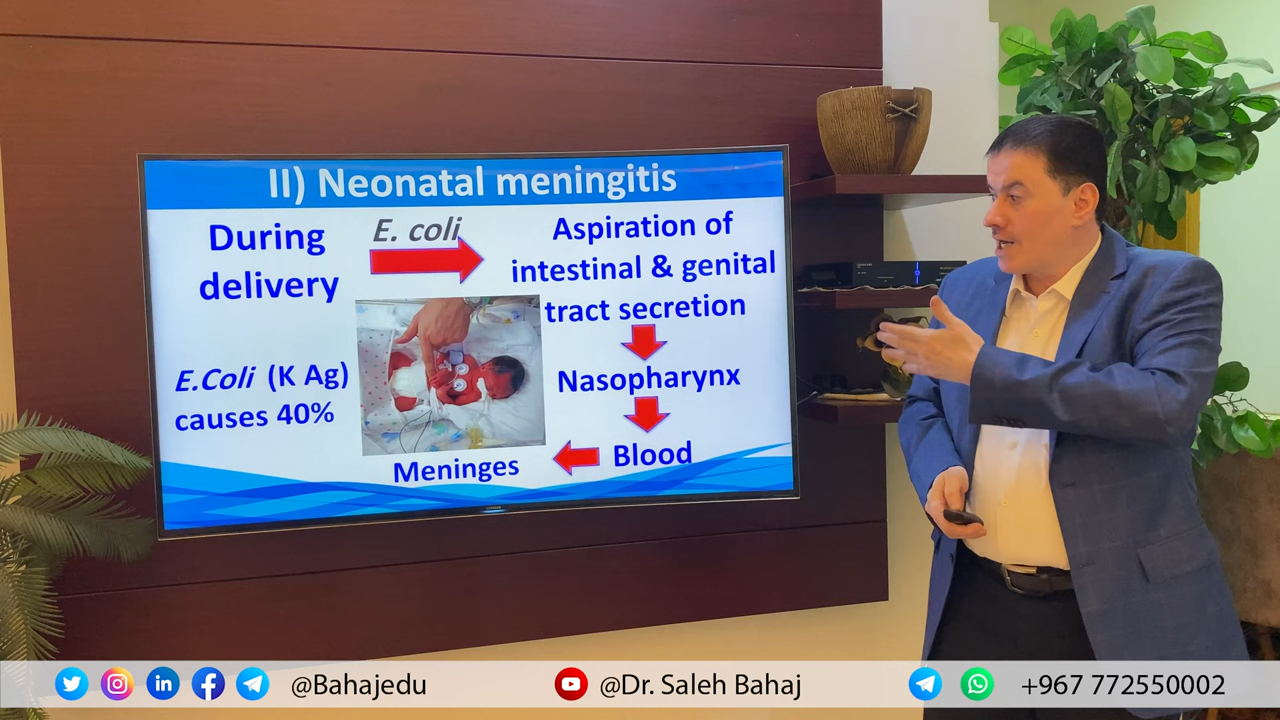 II) Neonatal meningitis
During
delivery
E. coli
Aspiration of
intestinal & genital
tract secretion
Nasopharynx
Blood
Meninges
E.Coli (K Ag)
causes 40%
@Bahajedu
@Dr. Saleh Bahaj
+967 772550002